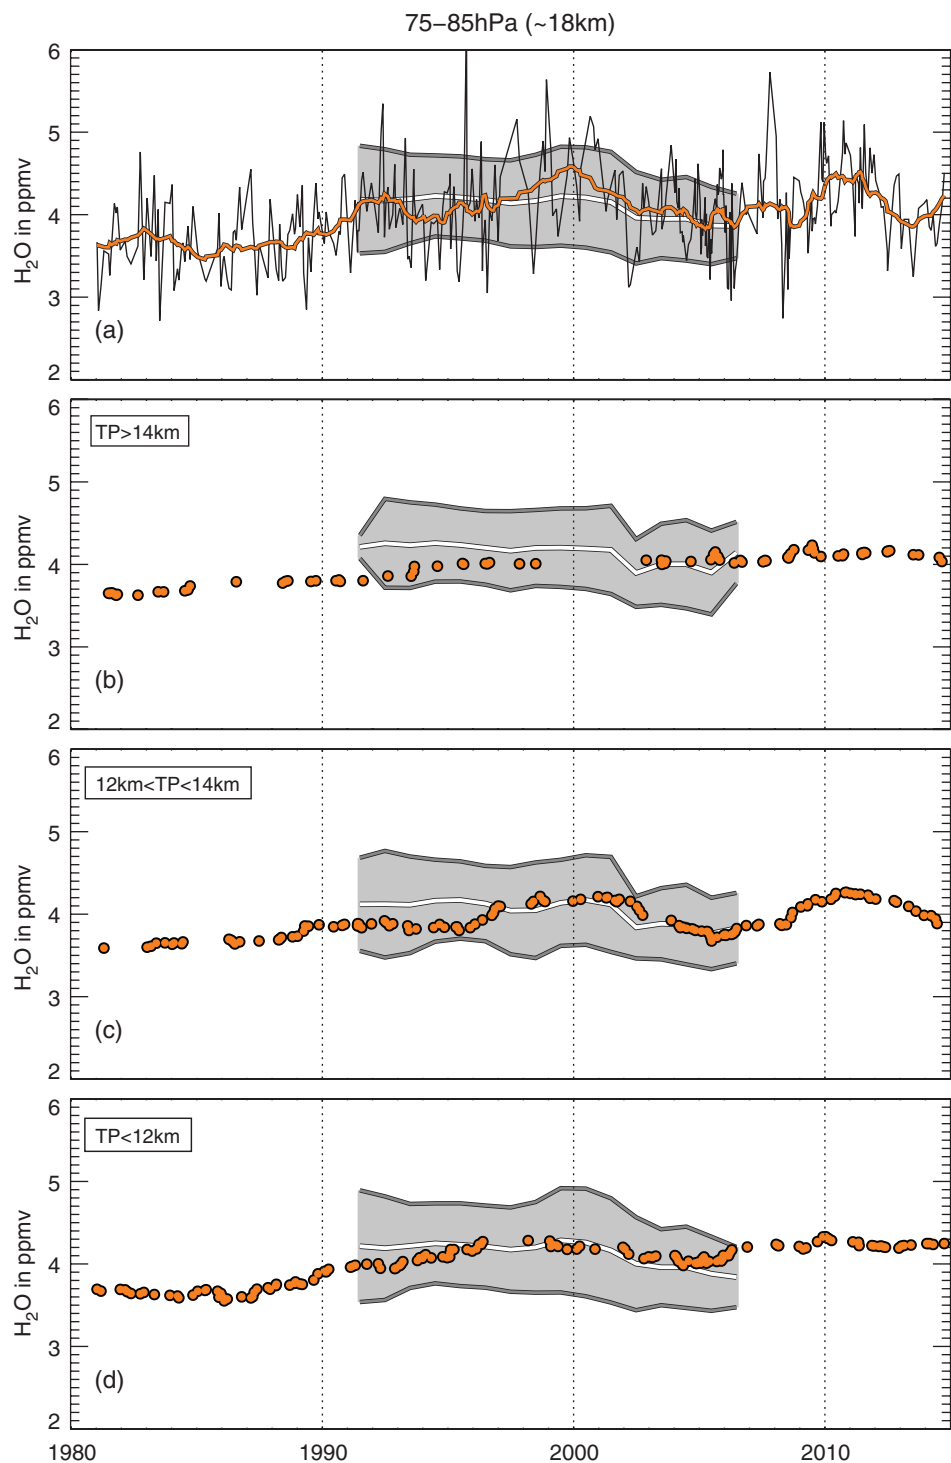 75–85hPa (~18km)
6
5
4
3
2
H₂O in ppmv
(a)
6
5
4
3
2
H₂O in ppmv
TP>14km
(b)
6
5
4
3
2
H₂O in ppmv
12km<TP<14km
(c)
6
5
4
3
2
H₂O in ppmv
TP<12km
(d)
1980 1990 2000 2010